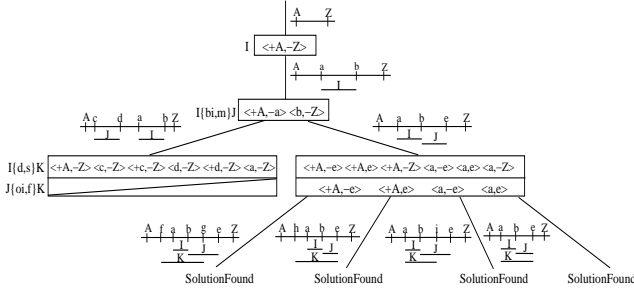 A Z
I <+A,−Z>
A a b Z
I
I{bi,m}J <+A,−a> <b,−Z>
A c d a b Z
J I
A a b e Z
I
J
I{d,s}K <+A,−Z> <c,−Z> <+c,−Z> <d,−Z> <+d,−Z> <a,−Z>
<+A,−e> <+A,e> <+A,−Z> <a,−e> <a,e> <a,−Z>
J{oi,f}K
<+A,−e> <+A,e> <a,−e> <a,e>
A f a b g e Z
I
J
K
A h a b e Z
I
J
K
A a b i e Z
I
J
K
A a b e Z
I
J
K
SolutionFound SolutionFound SolutionFound SolutionFound